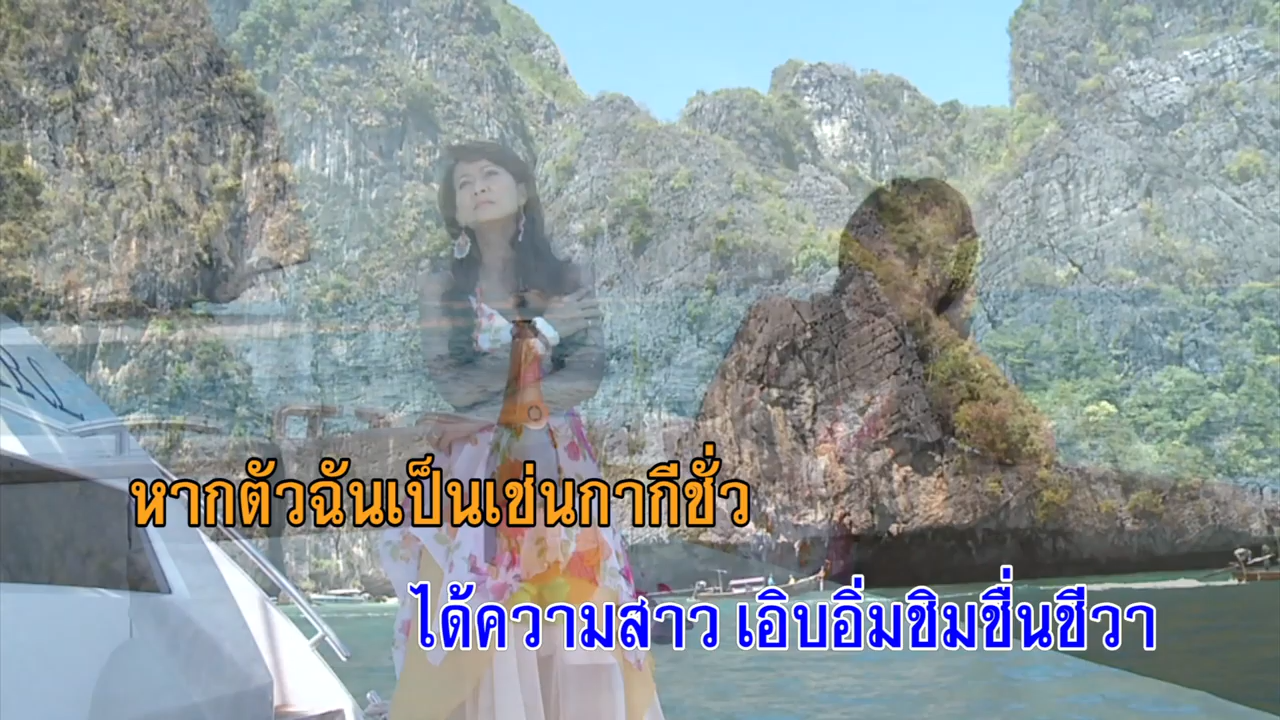 หากตัวฉันเป็นเช่นกากีชั่ว
ได้ความสาว เอิบอิ่มชิมชื่นชีวา